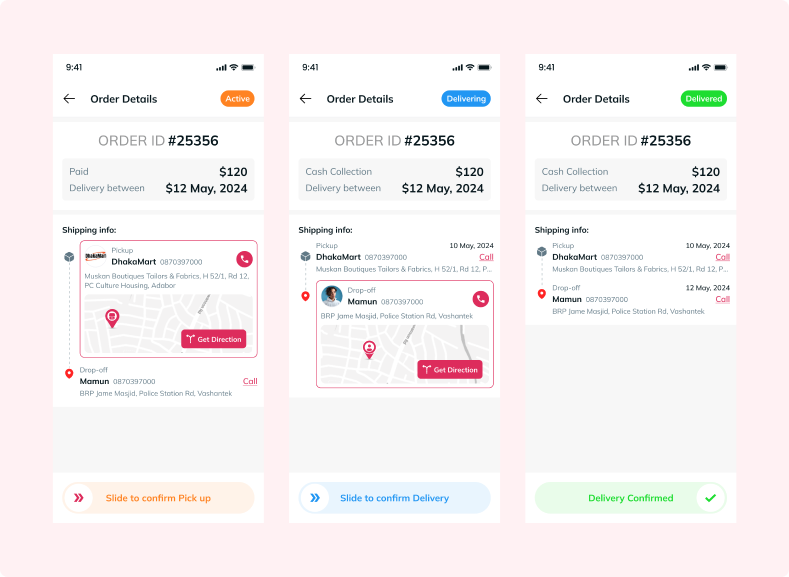 9:41
Order Details
Active
ORDER ID #25356
Paid $120
Delivery between $12 May, 2024
Shipping info:
DhakaMart
Pickup
DhakaMart 0870397000
Muskan Boutiques Tailors & Fabrics, H 52/1, Rd 12,
PC Culture Housing, Adabor
Get Direction
Drop-off
Mamun 0870397000 Call
BRP Jame Masjid, Police Station Rd, Vashantek
Slide to confirm Pick up
9:41
Order Details
Delivering
ORDER ID #25356
Cash Collection $120
Delivery between $12 May, 2024
Shipping info:
Pickup 10 May, 2024
DhakaMart 0870397000 Call
Muskan Boutiques Tailors & Fabrics, H 52/1, Rd 12, P...
Drop-off
Mamun 0870397000
BRP Jame Masjid, Police Station Rd, Vashantek
Get Direction
Slide to confirm Delivery
9:41
Order Details
Delivered
ORDER ID #25356
Cash Collection $120
Delivery between $12 May, 2024
Shipping info:
Pickup 10 May, 2024
DhakaMart 0870397000 Call
Muskan Boutiques Tailors & Fabrics, H 52/1, Rd 12, P...
Drop-off 12 May, 2024
Mamun 0870397000 Call
BRP Jame Masjid, Police Station Rd, Vashantek
Delivery Confirmed